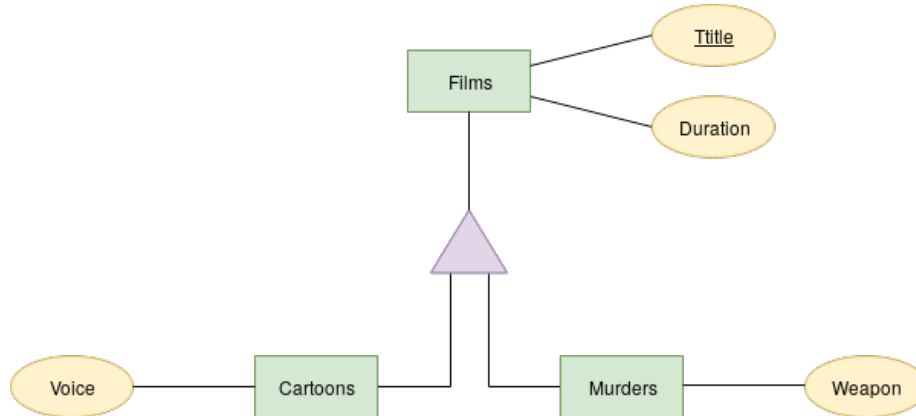 Ttitle
Films
Duration
Voice
Cartoons
Murders
Weapon